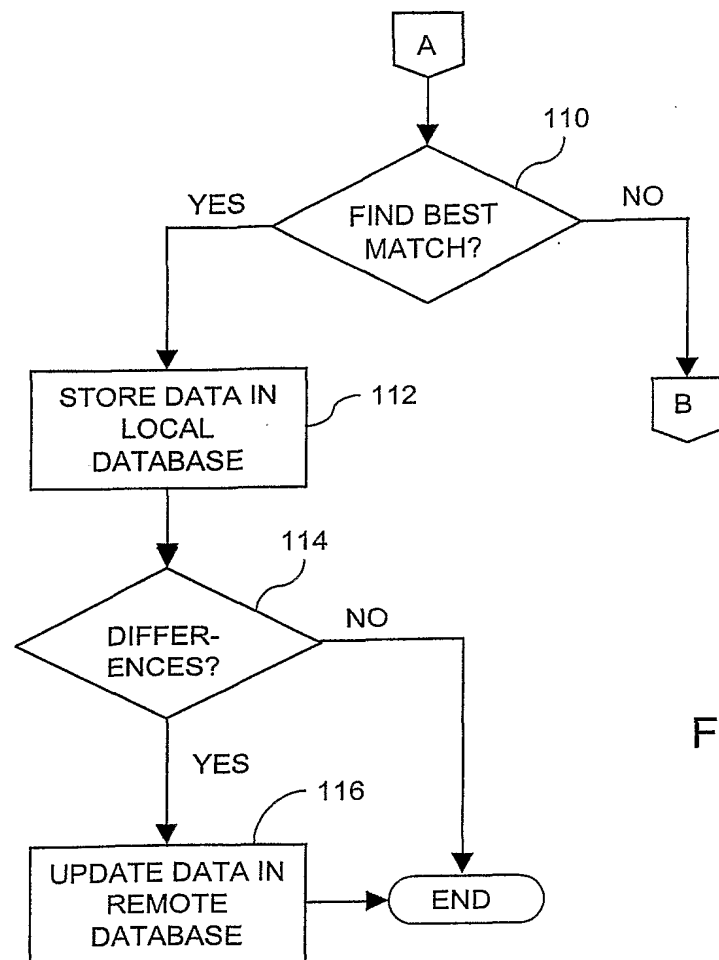 A
110
YES
FIND BEST
MATCH?
NO
STORE DATA IN
LOCAL
DATABASE
112
B
114
DIFFER-
ENCES?
NO
F
YES
116
UPDATE DATA IN
REMOTE
DATABASE
END